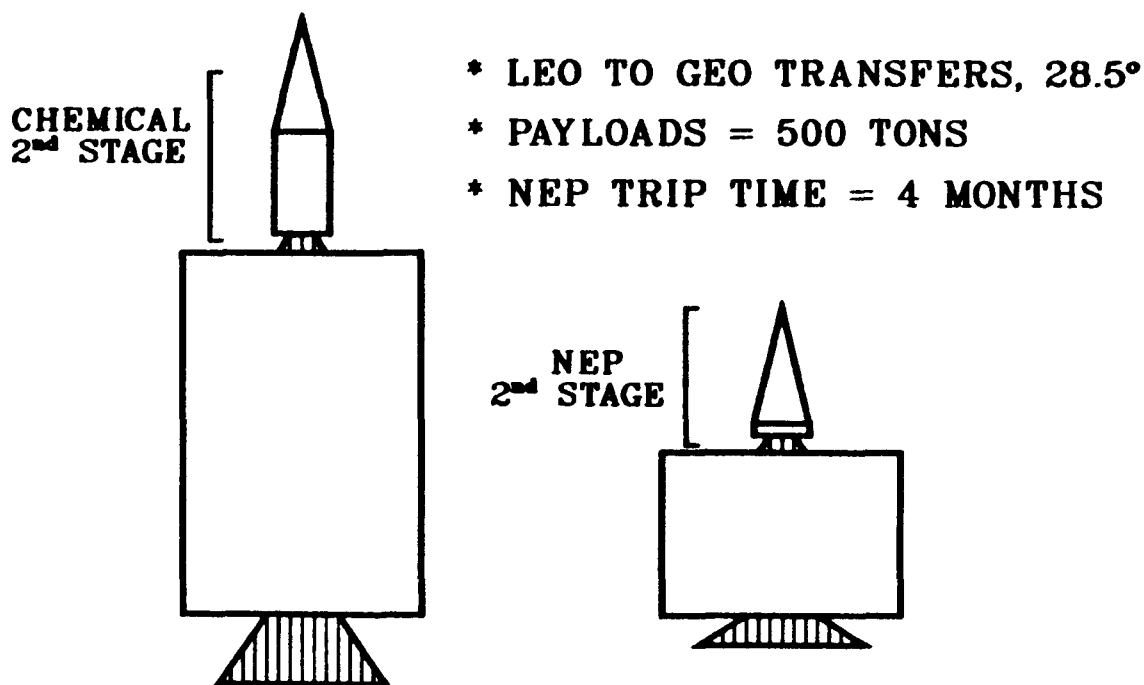 * LEO TO GEO TRANSFERS, 28.5°
* PAYLOADS = 500 TONS
* NEP TRIP TIME = 4 MONTHS
CHEMICAL
2nd STAGE
NEP
2nd STAGE